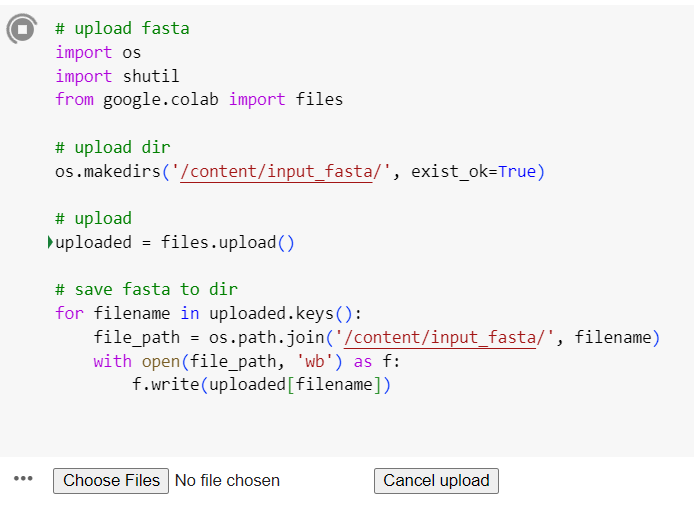 # upload fasta
import os
import shutil
from google.colab import files
# upload dir
os.makedirs('/content/input_fasta/', exist_ok=True)
# upload
uploaded = files.upload()
# save fasta to dir
for filename in uploaded.keys():
    file_path = os.path.join('/content/input_fasta/', filename)
    with open(file_path, 'wb') as f:
        f.write(uploaded[filename])
Choose Files No file chosen Cancel upload